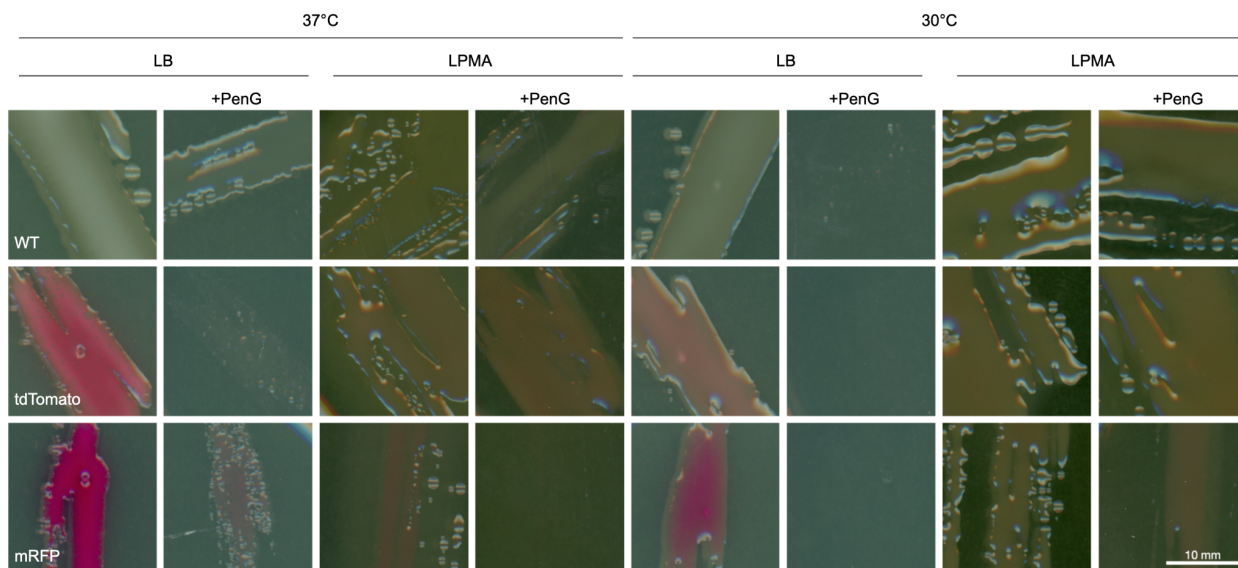 37°C 30°C
LB LPMA LB LPMA
+PenG +PenG +PenG +PenG
WT
tdTomato
mRFP
10 mm